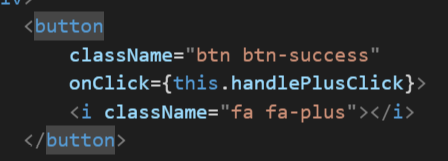 <button
className="btn btn-success"
onClick={this.handlePlusClick}>
<i className="fa fa-plus"></i>
</button>